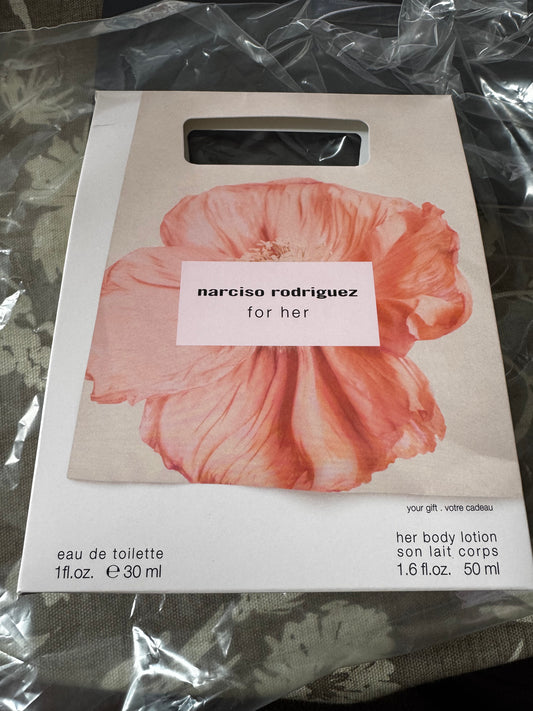 narciso rodriguez
for her
your gift . votre cadeau
eau de toilette
1fl.oz. ℮ 30 ml
her body lotion
son lait corps
1.6 fl.oz. 50 ml